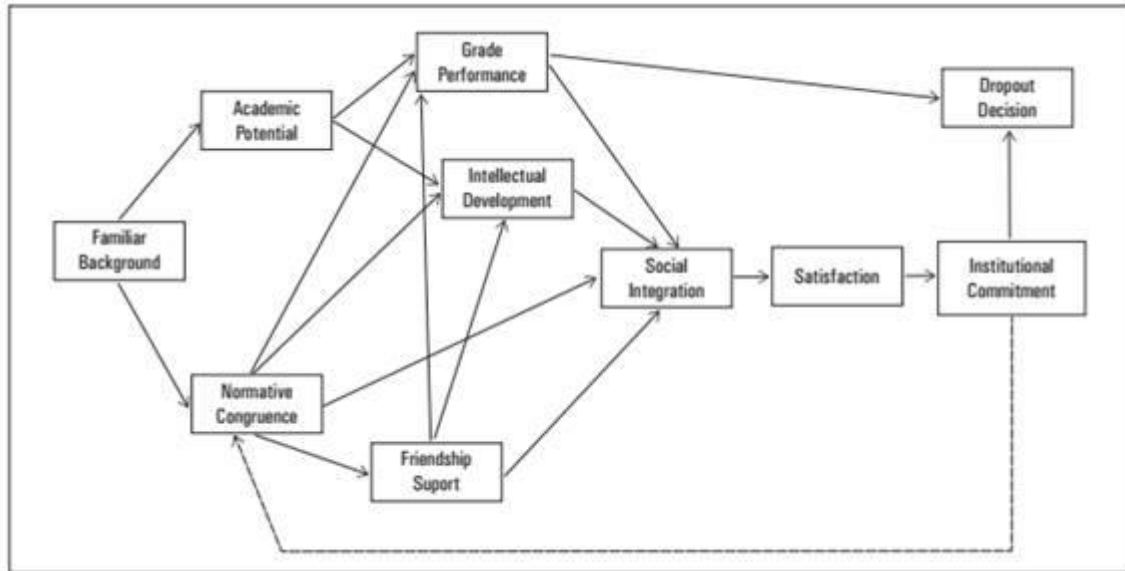 Grade
Performance
Dropout
Decision
Academic
Potential
Intellectual
Development
Familiar
Background
Social
Integration
Satisfaction
Institutional
Commitment
Normative
Congruence
Friendship
Suport